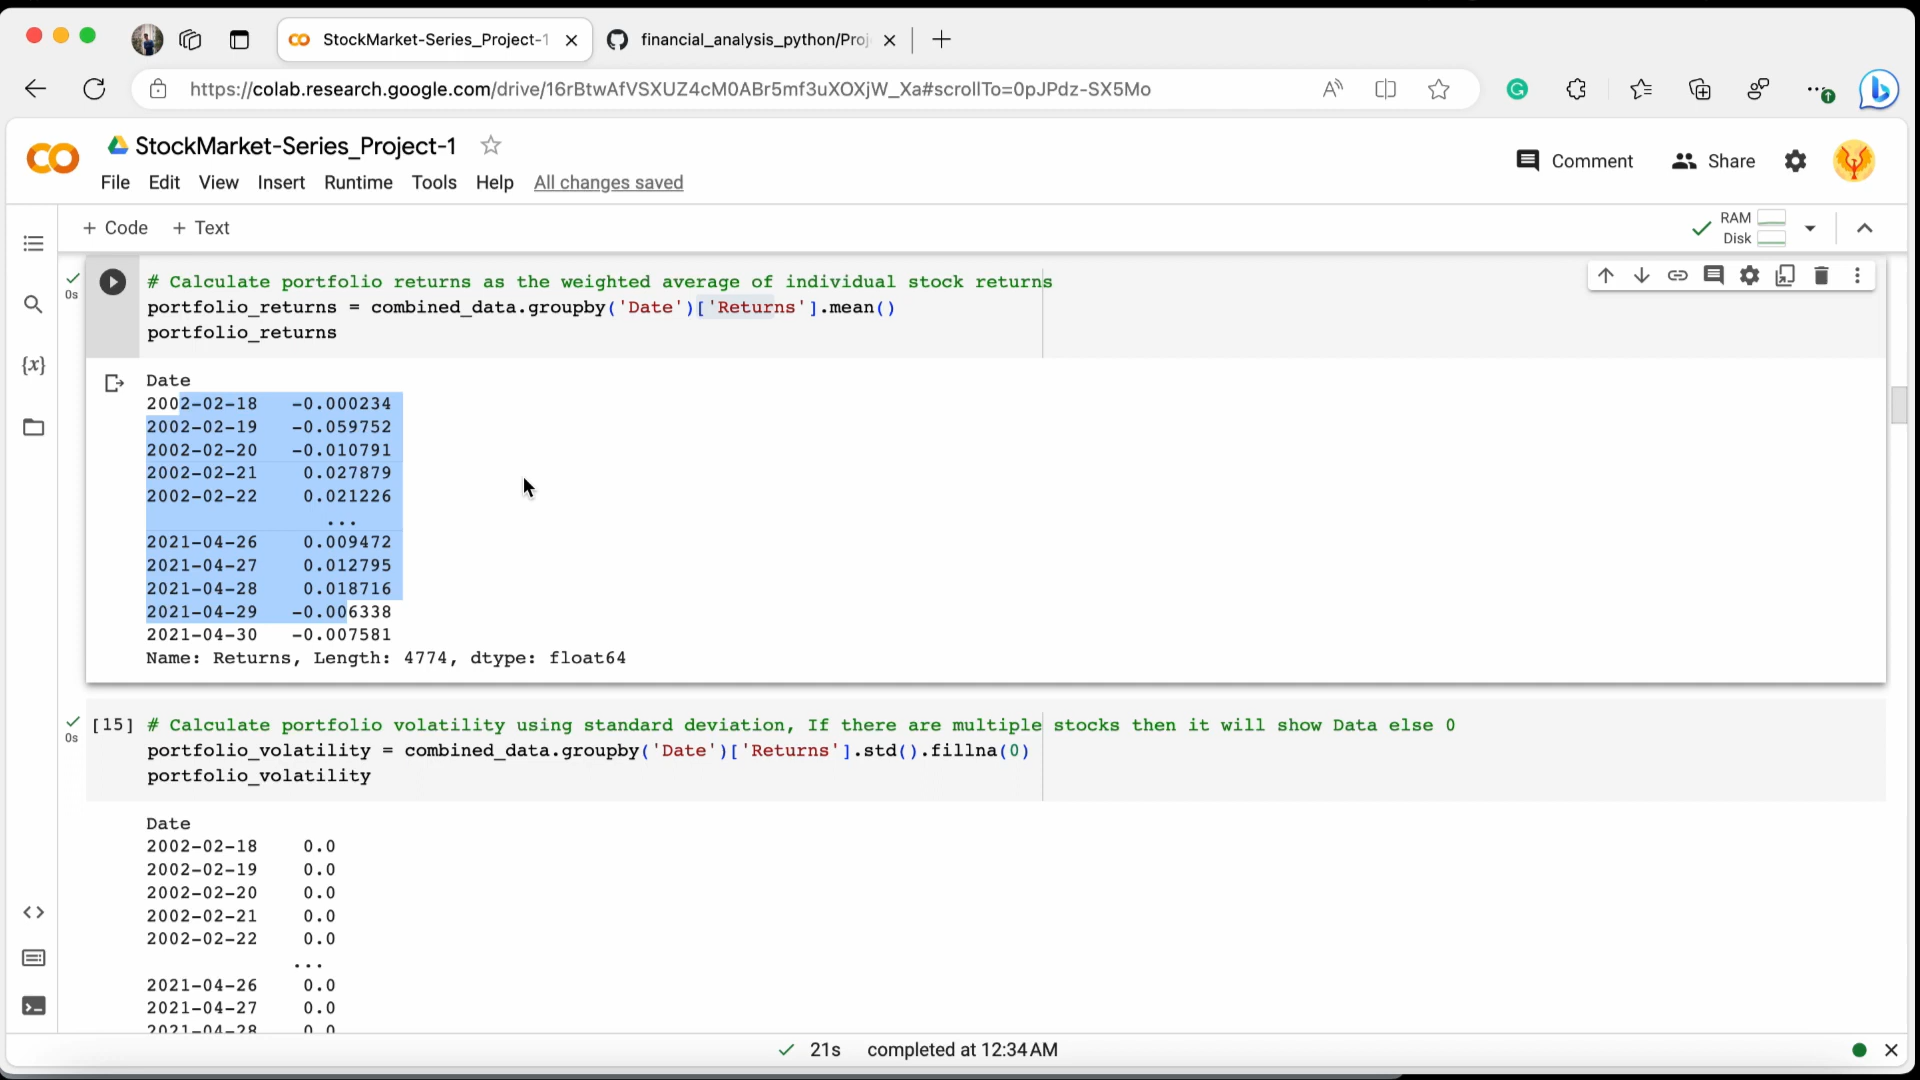 StockMarket-Series_Project-1
financial_analysis_python/Proj
https://colab.research.google.com/drive/16rBtwAfVSXUZ4cM0ABr5mf3uXOXjW_Xa#scrollTo=0pJPdz-SX5Mo
StockMarket-Series_Project-1
Comment Share
File Edit View Insert Runtime Tools Help All changes saved
+ Code + Text
RAM
Disk
0s
# Calculate portfolio returns as the weighted average of individual stock returns
portfolio_returns = combined_data.groupby('Date')['Returns'].mean()
portfolio_returns
{x}
Date
2002-02-18 -0.000234
2002-02-19 -0.059752
2002-02-20 -0.010791
2002-02-21 0.027879
2002-02-22 0.021226
...
2021-04-26 0.009472
2021-04-27 0.012795
2021-04-28 0.018716
2021-04-29 -0.006338
2021-04-30 -0.007581
Name: Returns, Length: 4774, dtype: float64
0s
[15] # Calculate portfolio volatility using standard deviation, If there are multiple stocks then it will show Data else 0
portfolio_volatility = combined_data.groupby('Date')['Returns'].std().fillna(0)
portfolio_volatility
Date
2002-02-18 0.0
2002-02-19 0.0
2002-02-20 0.0
2002-02-21 0.0
2002-02-22 0.0
...
2021-04-26 0.0
2021-04-27 0.0
2021-04-28 0.0
21s completed at 12:34 AM